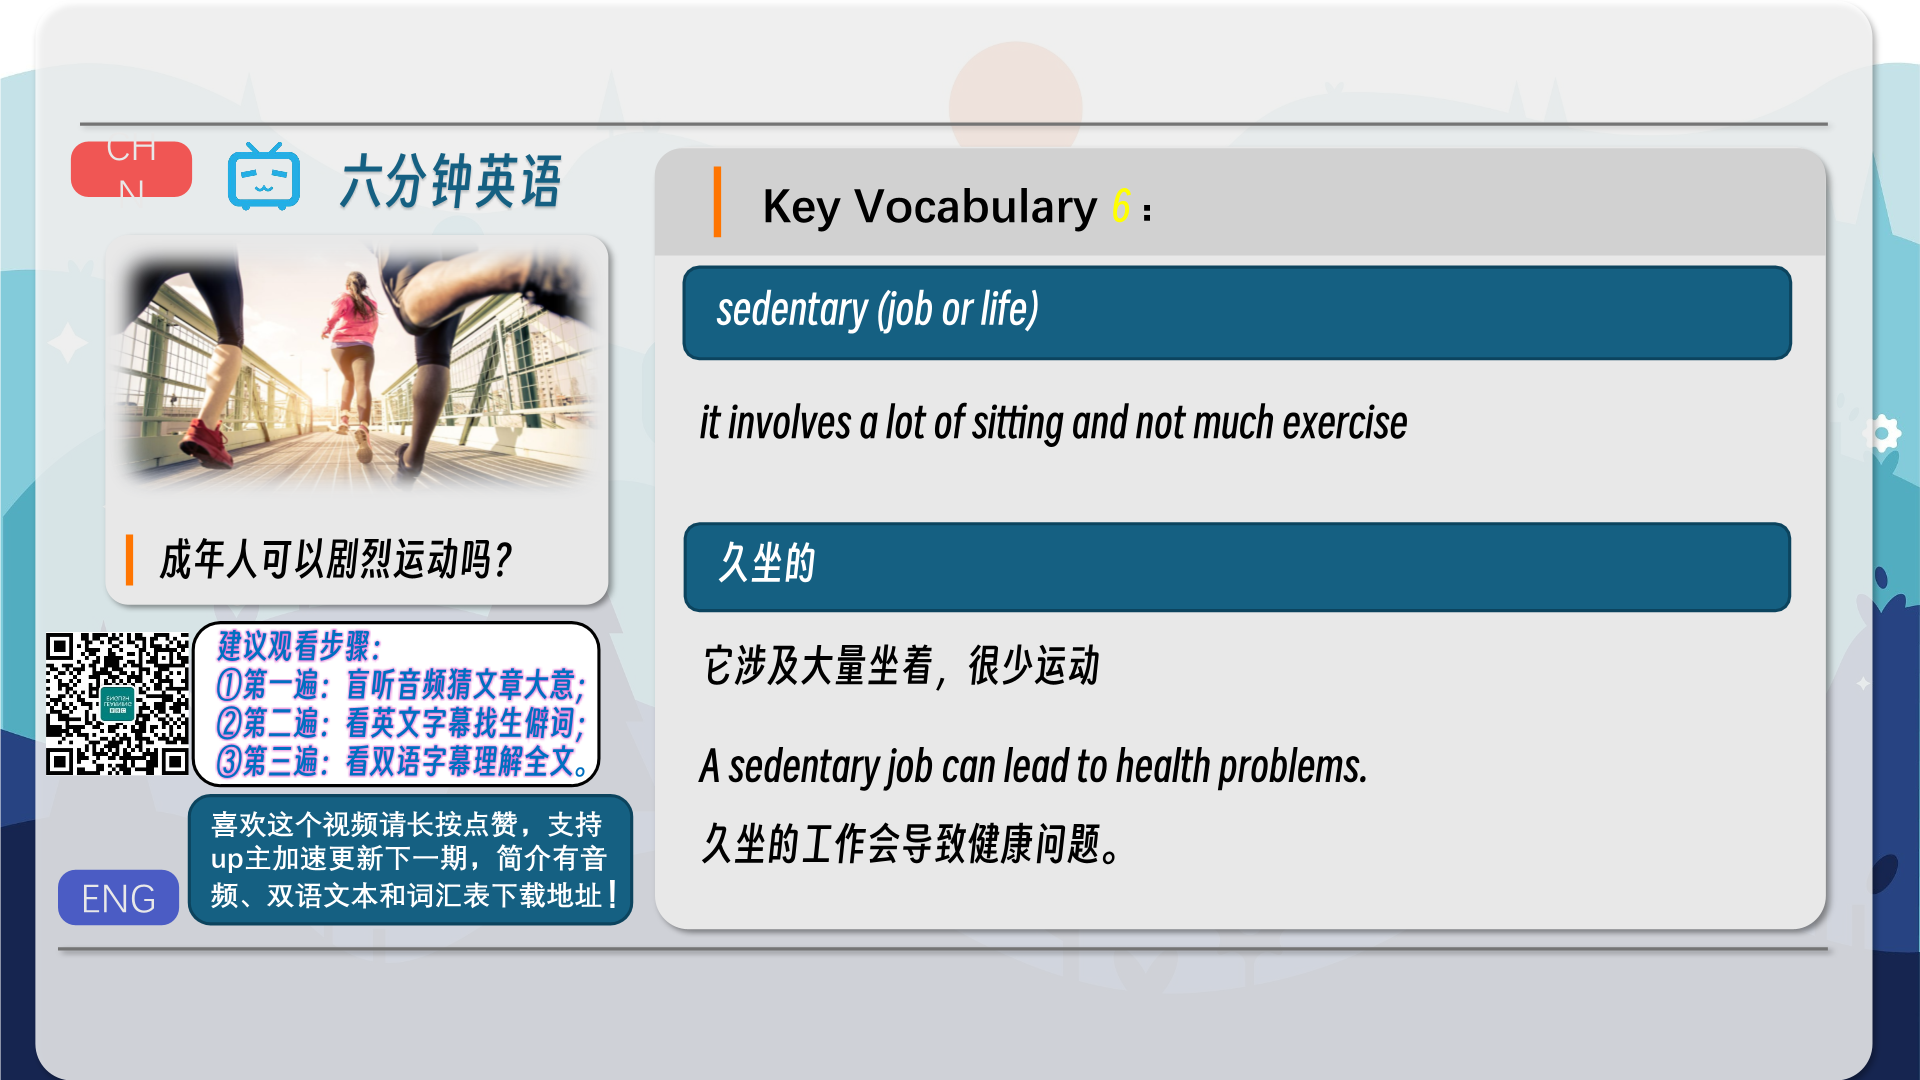 CH
N
六分钟英语
成年人可以剧烈运动吗？
建议观看步骤：
①第一遍：盲听音频猜文章大意；
②第二遍：看英文字幕找生僻词；
③第三遍：看双语字幕理解全文。
喜欢这个视频请长按点赞，支持
up主加速更新下一期，简介有音
频、双语文本和词汇表下载地址！
ENG
Key Vocabulary 6：
sedentary (job or life)
it involves a lot of sitting and not much exercise
久坐的
它涉及大量坐着，很少运动
A sedentary job can lead to health problems.
久坐的工作会导致健康问题。